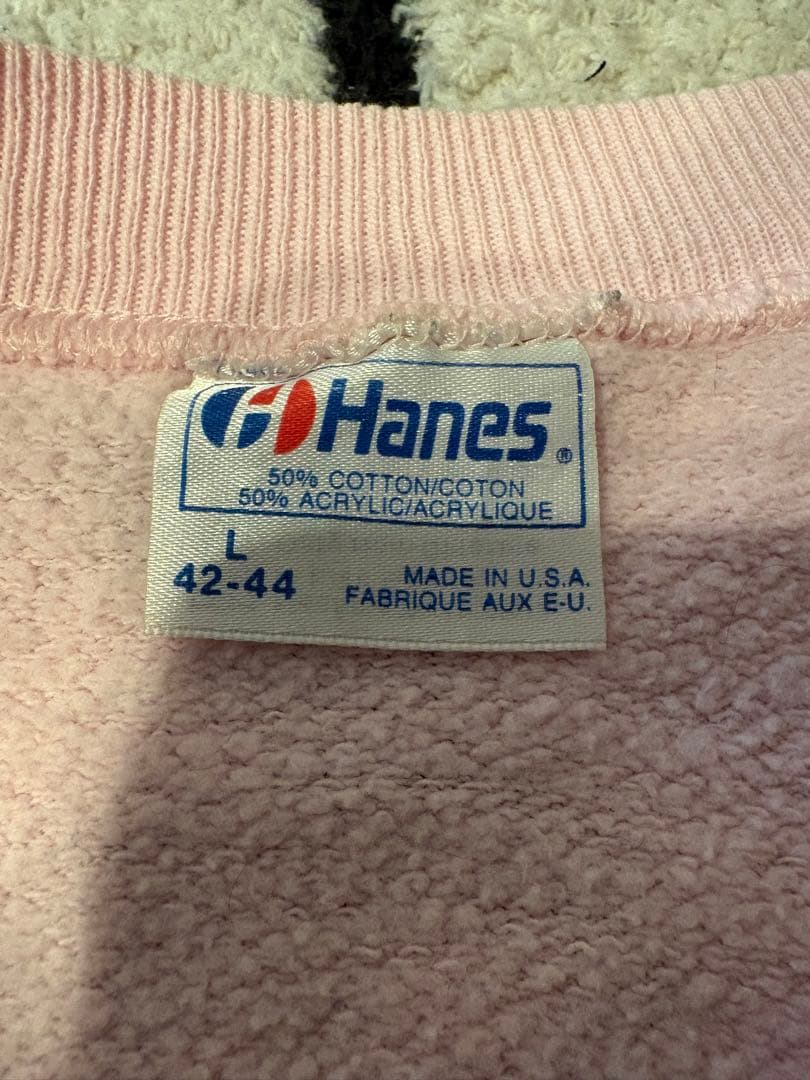 Hanes®
50% COTTON/COTON
50% ACRYLIC/ACRYLIQUE
L
42-44
MADE IN U.S.A.
FABRIQUE AUX E-U.